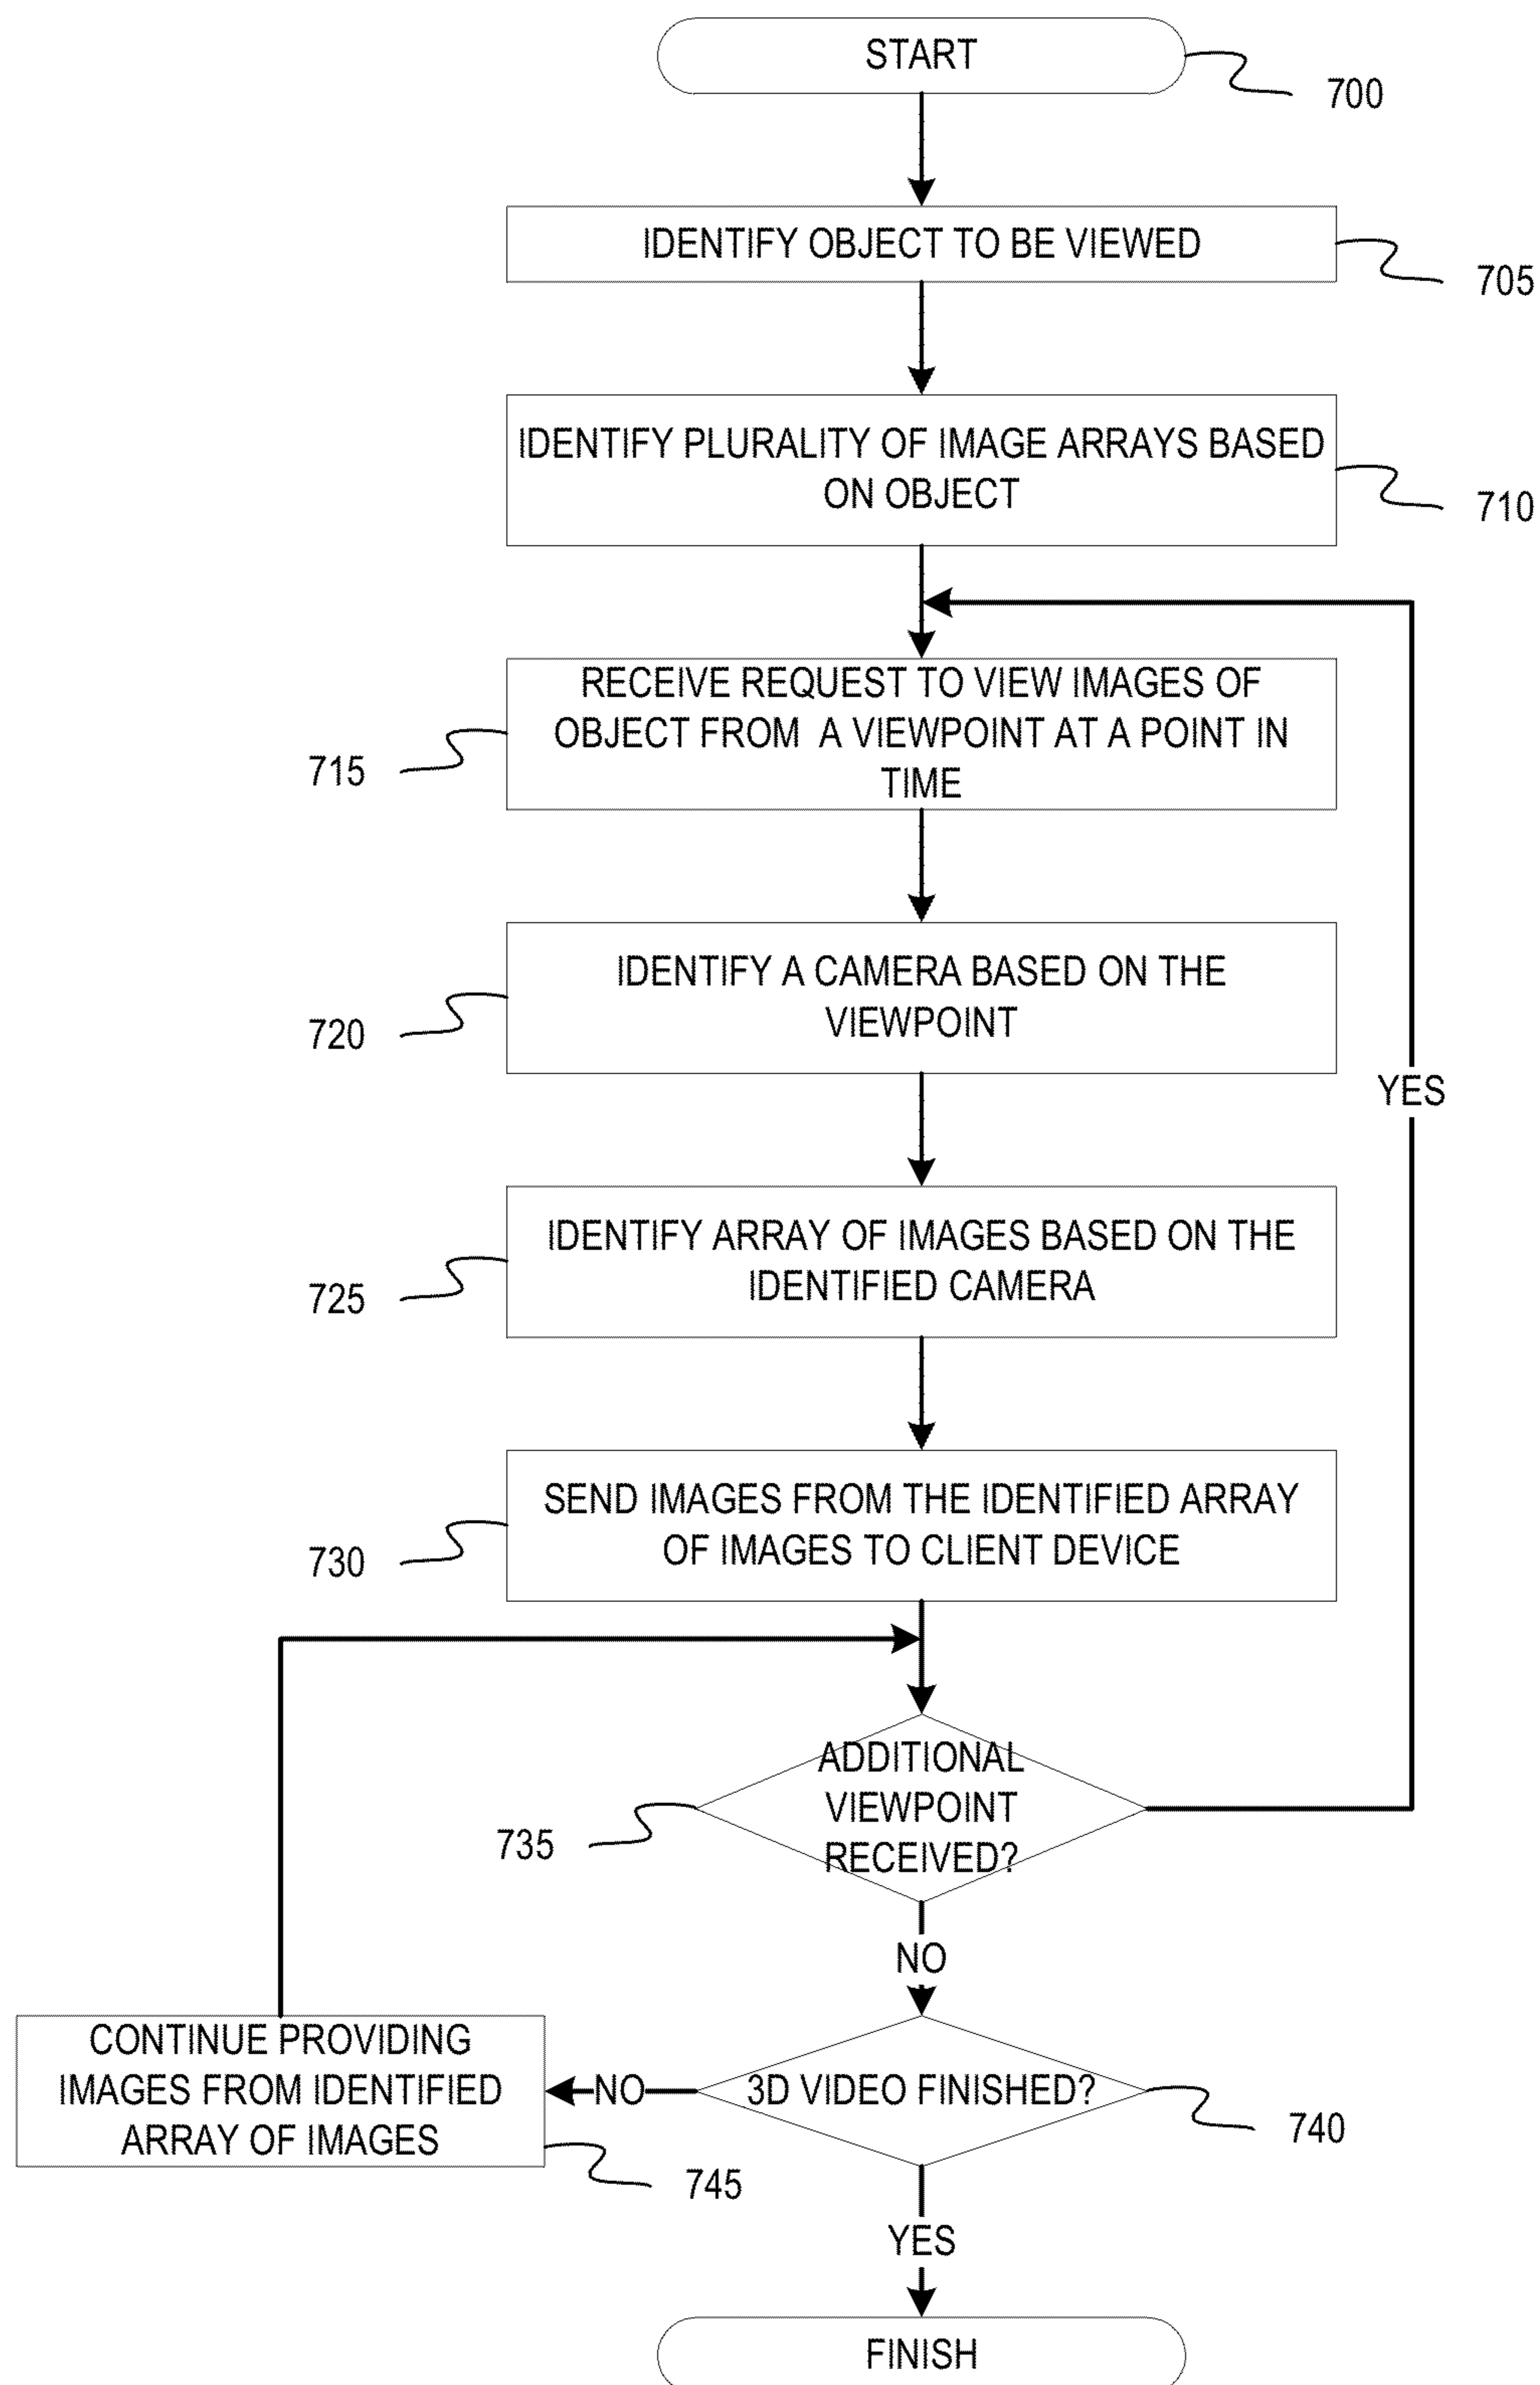 START
700
IDENTIFY OBJECT TO BE VIEWED
705
IDENTIFY PLURALITY OF IMAGE ARRAYS BASED
ON OBJECT
710
RECEIVE REQUEST TO VIEW IMAGES OF
OBJECT FROM A VIEWPOINT AT A POINT IN
TIME
715
IDENTIFY A CAMERA BASED ON THE
VIEWPOINT
720
YES
IDENTIFY ARRAY OF IMAGES BASED ON THE
IDENTIFIED CAMERA
725
SEND IMAGES FROM THE IDENTIFIED ARRAY
OF IMAGES TO CLIENT DEVICE
730
ADDITIONAL
VIEWPOINT
RECEIVED?
735
NO
3D VIDEO FINISHED?
740
NO
CONTINUE PROVIDING
IMAGES FROM IDENTIFIED
ARRAY OF IMAGES
745
YES
FINISH